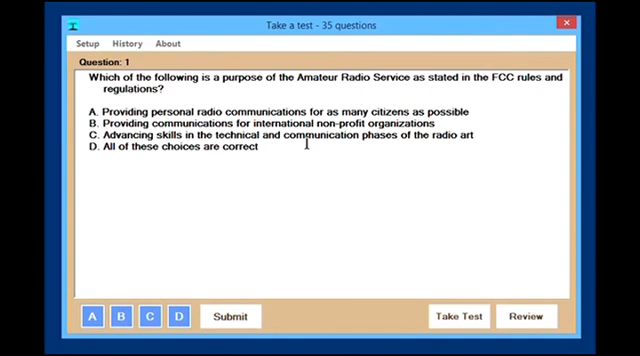 Take a test - 35 questions
Setup History About
Question: 1
Which of the following is a purpose of the Amateur Radio Service as stated in the FCC rules and
regulations?
A. Providing personal radio communications for as many citizens as possible
B. Providing communications for international non-profit organizations
C. Advancing skills in the technical and communication phases of the radio art
D. All of these choices are correct
A B C D Submit Take Test Review